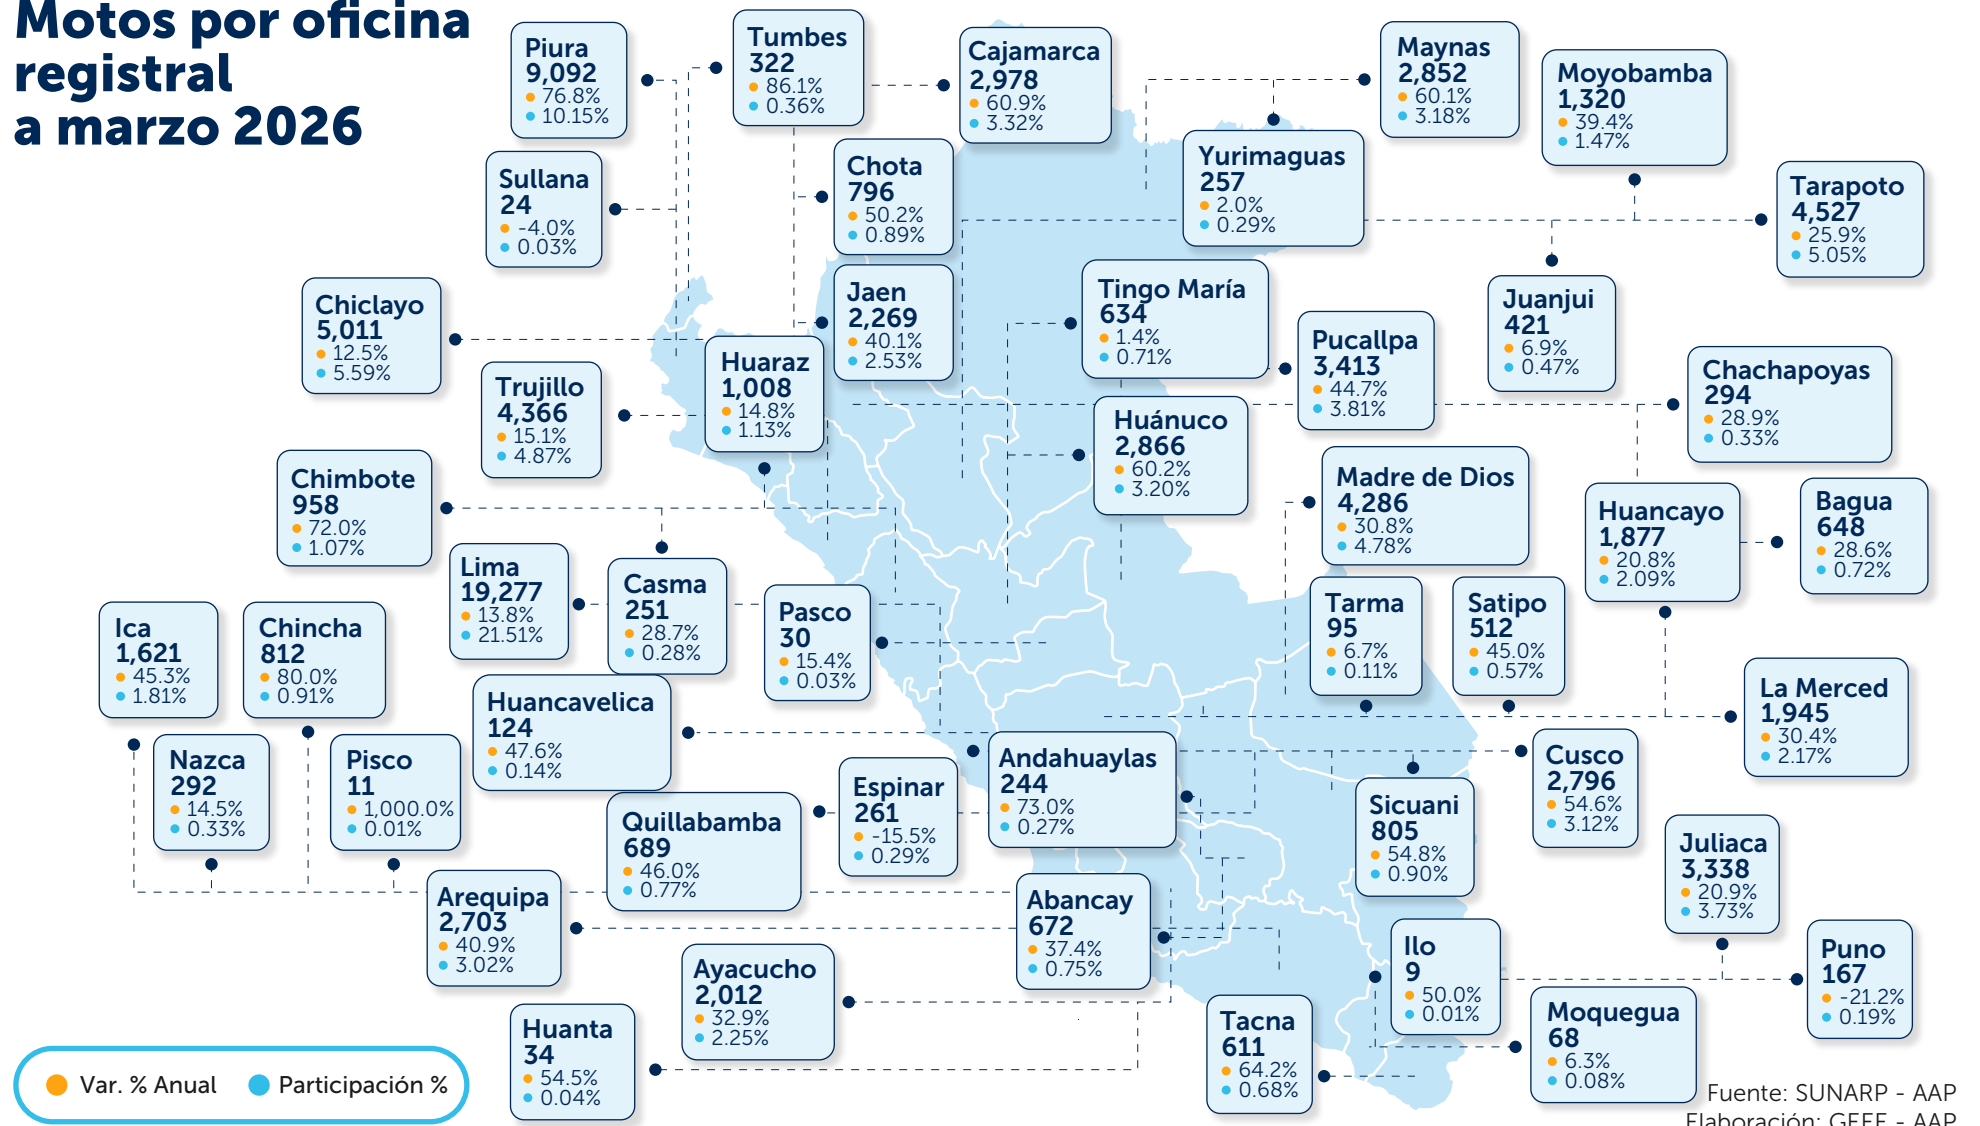 Motos por oficina
registral
a marzo 2026
Piura
9,092
76.8%
10.15%
Tumbes
322
86.1%
0.36%
Cajamarca
2,978
60.9%
3.32%
Maynas
2,852
60.1%
3.18%
Moyobamba
1,320
39.4%
1.47%
Sullana
24
-4.0%
0.03%
Chota
796
50.2%
0.89%
Yurimaguas
257
2.0%
0.29%
Tarapoto
4,527
25.9%
5.05%
Chiclayo
5,011
12.5%
5.59%
Jaen
2,269
40.1%
2.53%
Tingo María
634
1.4%
0.71%
Juanjui
421
6.9%
0.47%
Trujillo
4,366
15.1%
4.87%
Huaraz
1,008
14.8%
1.13%
Pucallpa
3,413
44.7%
3.81%
Chachapoyas
294
28.9%
0.33%
Huánuco
2,866
60.2%
3.20%
Chimbote
958
72.0%
1.07%
Madre de Dios
4,286
30.8%
4.78%
Huancayo
1,877
20.8%
2.09%
Bagua
648
28.6%
0.72%
Lima
19,277
13.8%
21.51%
Casma
251
28.7%
0.28%
Pasco
30
15.4%
0.03%
Tarma
95
6.7%
0.11%
Satipo
512
45.0%
0.57%
Ica
1,621
45.3%
1.81%
Chincha
812
80.0%
0.91%
Huancavelica
124
47.6%
0.14%
La Merced
1,945
30.4%
2.17%
Nazca
292
14.5%
0.33%
Pisco
11
1,000.0%
0.01%
Quillabamba
689
46.0%
0.77%
Espinar
261
-15.5%
0.29%
Andahuaylas
244
73.0%
0.27%
Sicuani
805
54.8%
0.90%
Cusco
2,796
54.6%
3.12%
Juliaca
3,338
20.9%
3.73%
Arequipa
2,703
40.9%
3.02%
Abancay
672
37.4%
0.75%
Ayacucho
2,012
32.9%
2.25%
Ilo
9
50.0%
0.01%
Puno
167
-21.2%
0.19%
Huanta
34
54.5%
0.04%
Tacna
611
64.2%
0.68%
Moquegua
68
6.3%
0.08%
Var. % Anual
Participación %
Fuente: SUNARP - AAP
Elaboración: GEEE - AAP